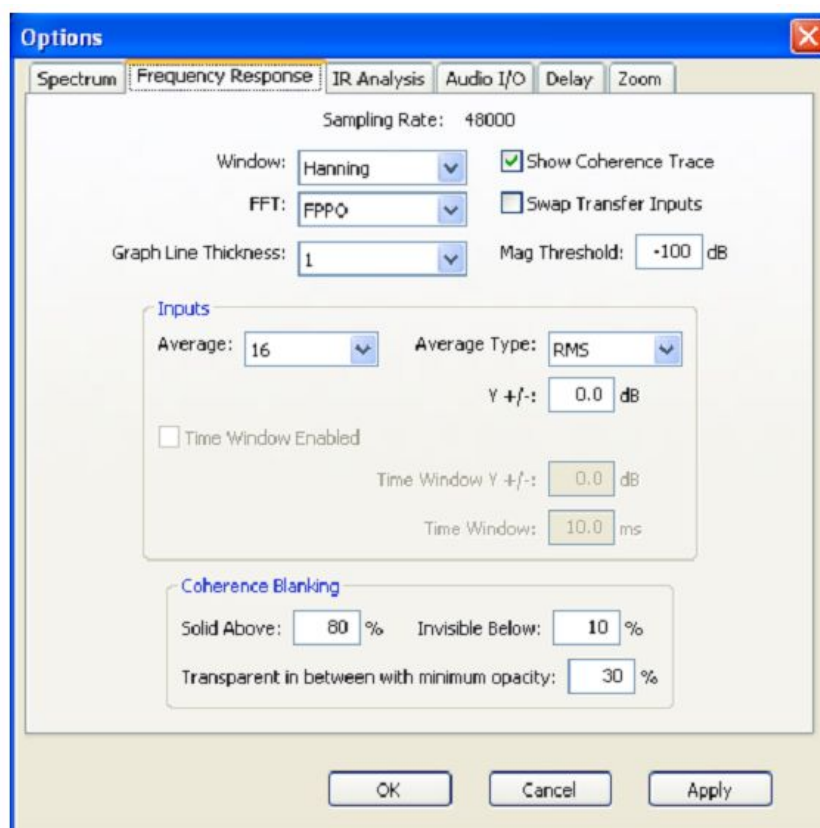 Options
Spectrum Frequency Response IR Analysis Audio I/O Delay Zoom
Sampling Rate: 48000
Window: Hanning Show Coherence Trace
FFT: FPPO Swap Transfer Inputs
Graph Line Thickness: 1 Mag Threshold: -100 dB
Inputs
Average: 16 Average Type: RMS
Y +/-: 0.0 dB
Time Window Enabled
Time Window Y +/-: 0.0 dB
Time Window: 10.0 ms
Coherence Blanking
Solid Above: 80 % Invisible Below: 10 %
Transparent in between with minimum opacity: 30 %
OK Cancel Apply